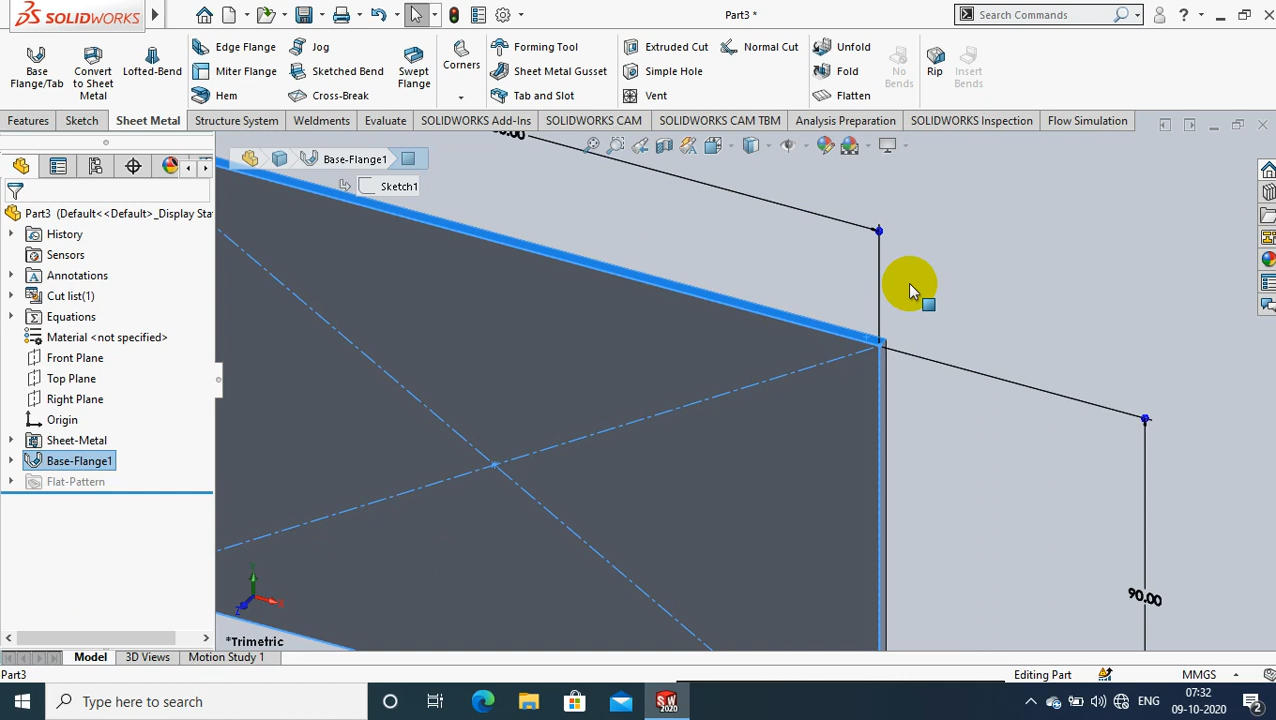 SOLIDWORKS
Part3 *
Search Commands
Base Flange/Tab
Convert to Sheet Metal
Lofted-Bend
Edge Flange
Miter Flange
Hem
Jog
Sketched Bend
Cross-Break
Swept Flange
Corners
Forming Tool
Sheet Metal Gusset
Tab and Slot
Extruded Cut
Simple Hole
Vent
Normal Cut
Unfold
Fold
Flatten
No Bends
Rip
Insert Bends
Features
Sketch
Sheet Metal
Structure System
Weldments
Evaluate
SOLIDWORKS Add-Ins
SOLIDWORKS CAM
SOLIDWORKS CAM TBM
Analysis Preparation
SOLIDWORKS Inspection
Flow Simulation
Base-Flange1
Sketch1
Part3 (Default<<Default>_Display Sta
History
Sensors
Annotations
Cut list(1)
Equations
Material <not specified>
Front Plane
Top Plane
Right Plane
Origin
Sheet-Metal
Base-Flange1
Flat-Pattern
90.00
*Trimetric
Model
3D Views
Motion Study 1
Part3
Editing Part
MMGS
Type here to search
SW
2020
ENG
07:32
09-10-2020
2